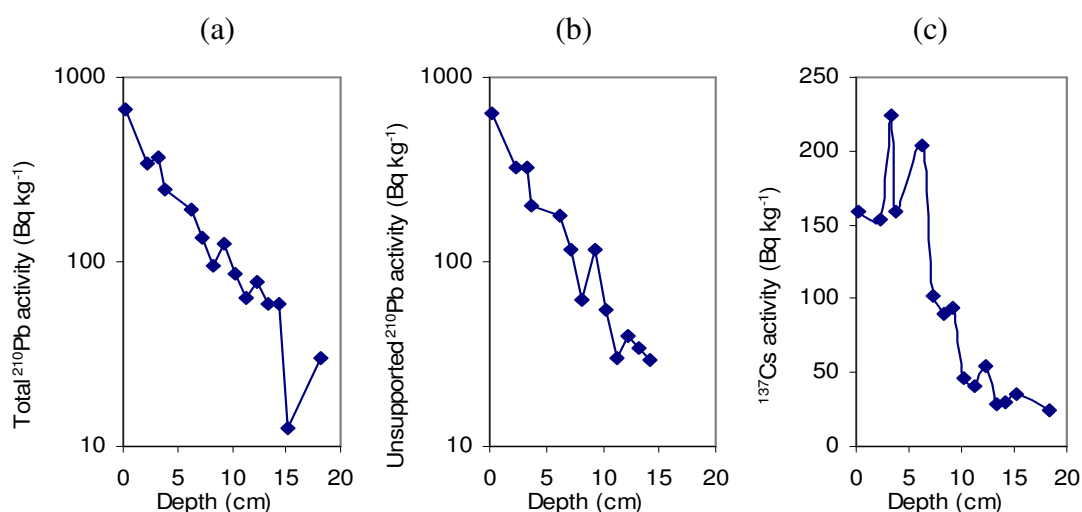 (a)
(b)
(c)
1000
100
10
Total ²¹⁰Pb activity (Bq kg⁻¹)
0 5 10 15 20
Depth (cm)
1000
100
10
Unsupported ²¹⁰Pb activity (Bq kg⁻¹)
0 5 10 15 20
Depth (cm)
250
200
150
100
50
0
¹³⁷Cs activity (Bq kg⁻¹)
0 5 10 15 20
Depth (cm)